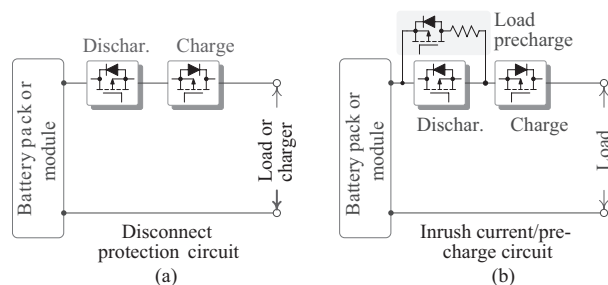 Dischar.
Charge
Battery pack or
module
Load or
charger
Disconnect
protection circuit
(a)
Load
precharge
Dischar.
Charge
Battery pack or
module
Load
Inrush current/pre-
charge circuit
(b)